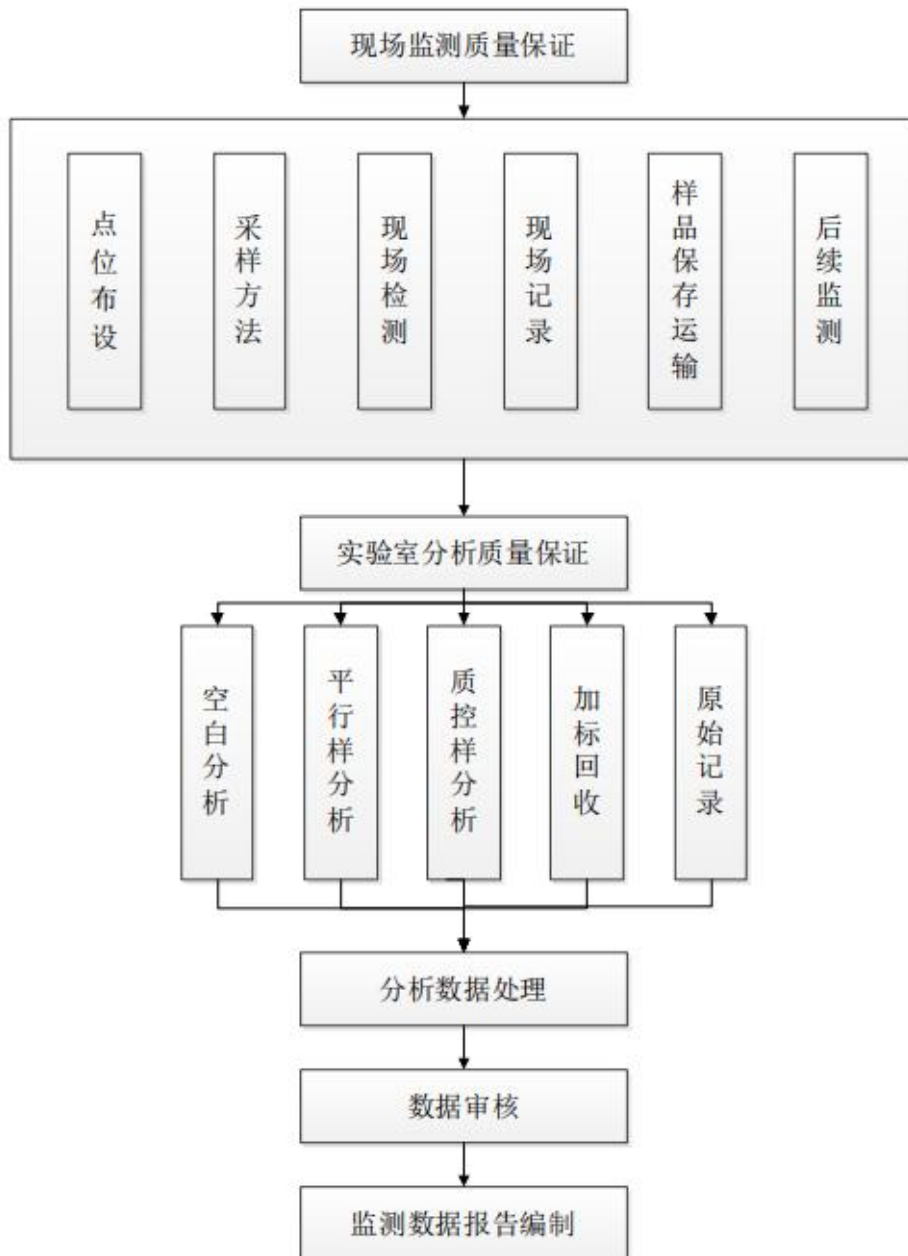 现场监测质量保证
点位布设
采样方法
现场检测
现场记录
样品保存运输
后续监测
实验室分析质量保证
空白分析
平行样分析
质控样分析
加标回收
原始记录
分析数据处理
数据审核
监测数据报告编制